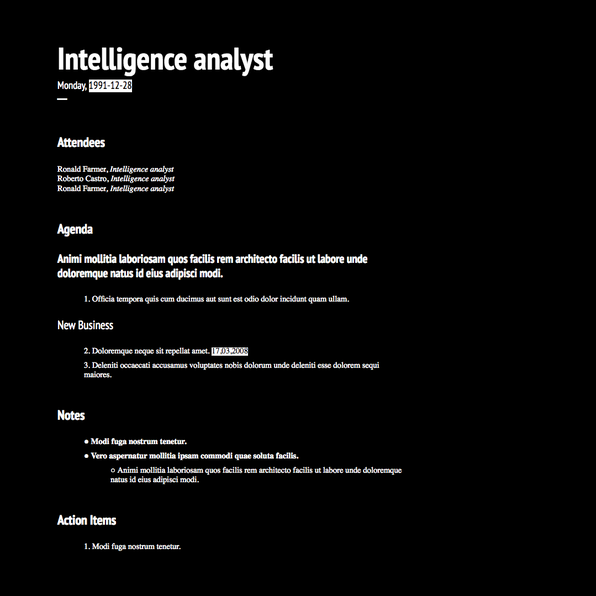 Intelligence analyst
Monday, 1991-12-28
Attendees
Ronald Farmer, Intelligence analyst
Roberto Castro, Intelligence analyst
Ronald Farmer, Intelligence analyst
Agenda
Animi mollitia laboriosam quos facilis rem architecto facilis ut labore unde
doloremque natus id eius adipisci modi.
1. Officia tempora quis cum ducimus aut sunt est odio dolor incidunt quam ullam.
New Business
2. Doloremque neque sit repellat amet. 17.03.2008
3. Deleniti occaecati accusamus voluptates nobis dolorum unde deleniti esse dolorem sequi
maiores.
Notes
● Modi fuga nostrum tenetur.
● Vero aspernatur mollitia ipsam commodi quae soluta facilis.
○ Animi mollitia laboriosam quos facilis rem architecto facilis ut labore unde doloremque
natus id eius adipisci modi.
Action Items
1. Modi fuga nostrum tenetur.